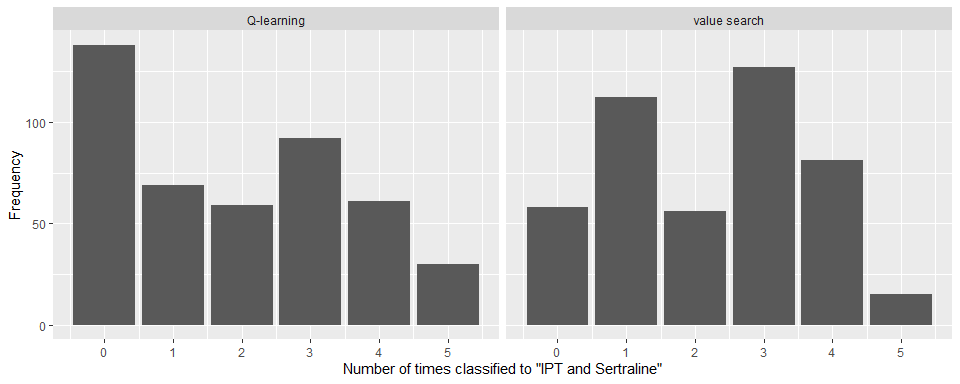 Q-learning
value search
Frequency
100
50
0
0 1 2 3 4 5
0 1 2 3 4 5
Number of times classified to "IPT and Sertraline"